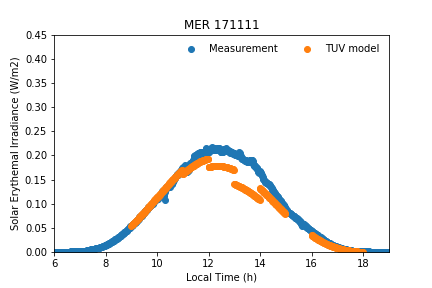 MER 171111
Measurement TUV model
Solar Erythemal Irradiance (W/m2)
0.45
0.40
0.35
0.30
0.25
0.20
0.15
0.10
0.05
0.00
6 8 10 12 14 16 18
Local Time (h)